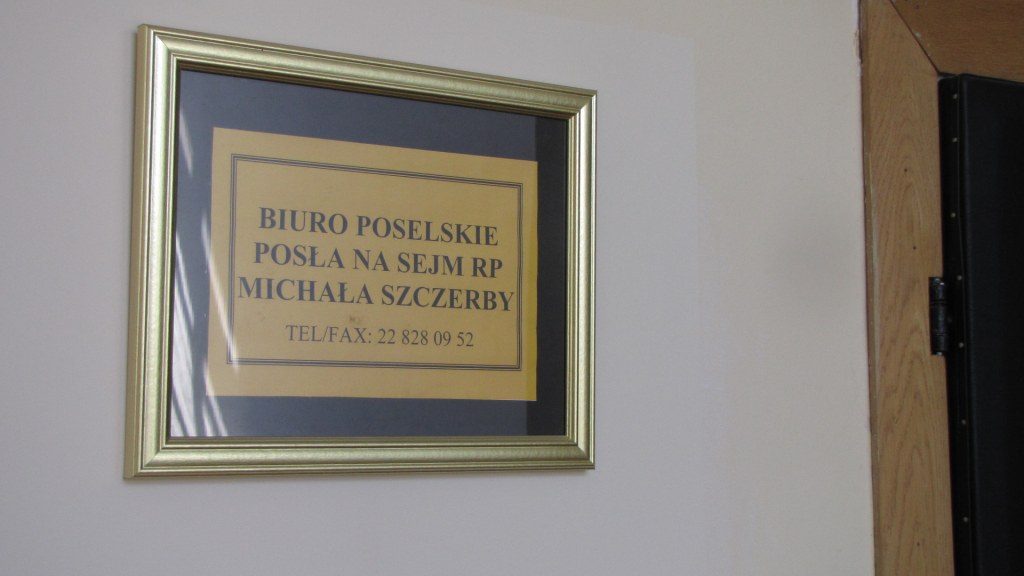 BIURO POSELSKIE
POSŁA NA SEJM RP
MICHAŁA SZCZERBY
TEL/FAX: 22 828 09 52